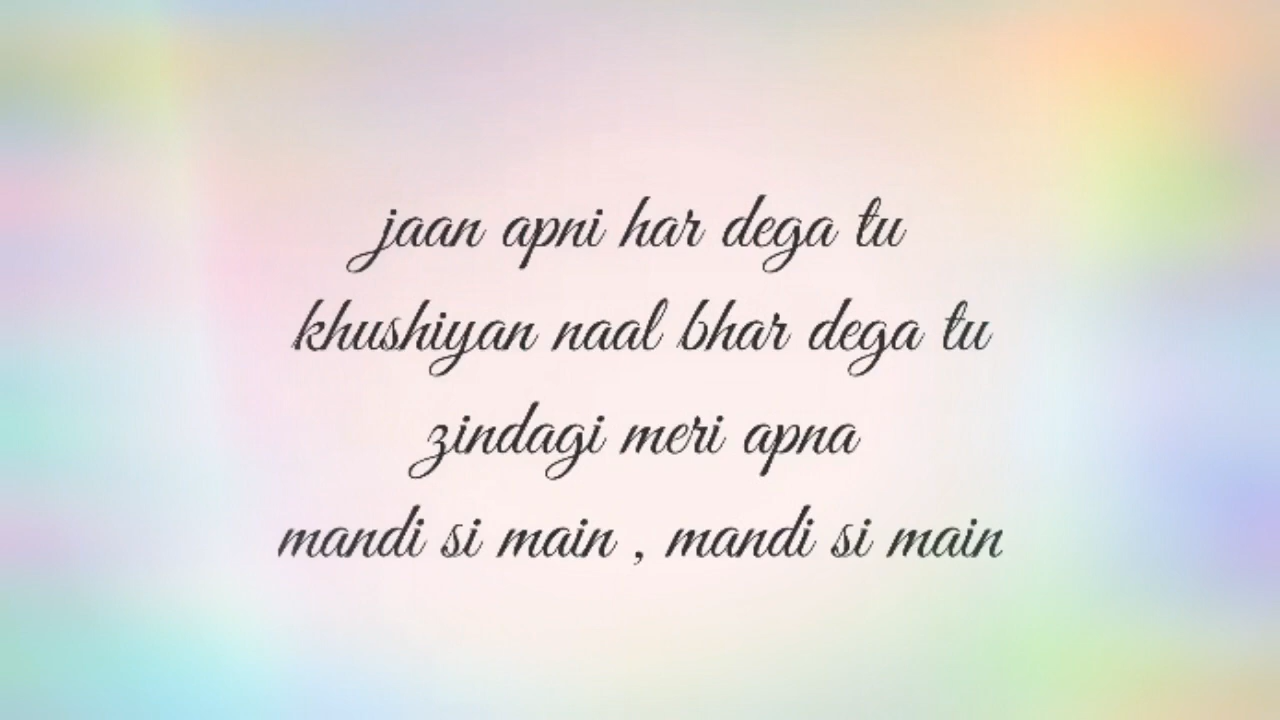 jaan apni har dega tu
khushiyan naal bhar dega tu
zindagi meri apna
mandi si main , mandi si main